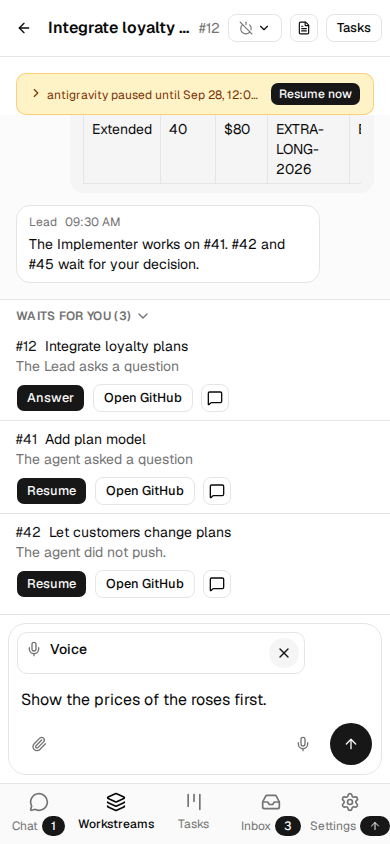 Integrate loyalty ... #12 Tasks
antigravity paused until Sep 28, 12:0... Resume now
Extended 40 $80 EXTRA-
LONG-
2026
Lead 09:30 AM
The Implementer works on #41. #42 and
#45 wait for your decision.
WAITS FOR YOU (3)
#12 Integrate loyalty plans
The Lead asks a question
Answer Open GitHub
#41 Add plan model
The agent asked a question
Resume Open GitHub
#42 Let customers change plans
The agent did not push.
Resume Open GitHub
Voice
Show the prices of the roses first.
Chat 1 Workstreams Tasks Inbox 3 Settings